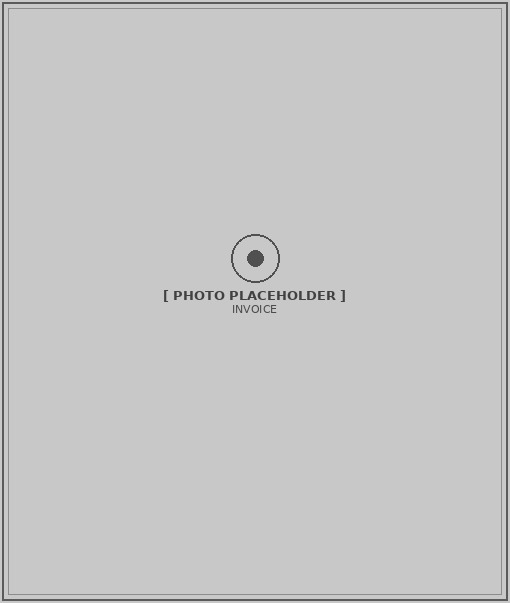 [ PHOTO PLACEHOLDER ]
INVOICE